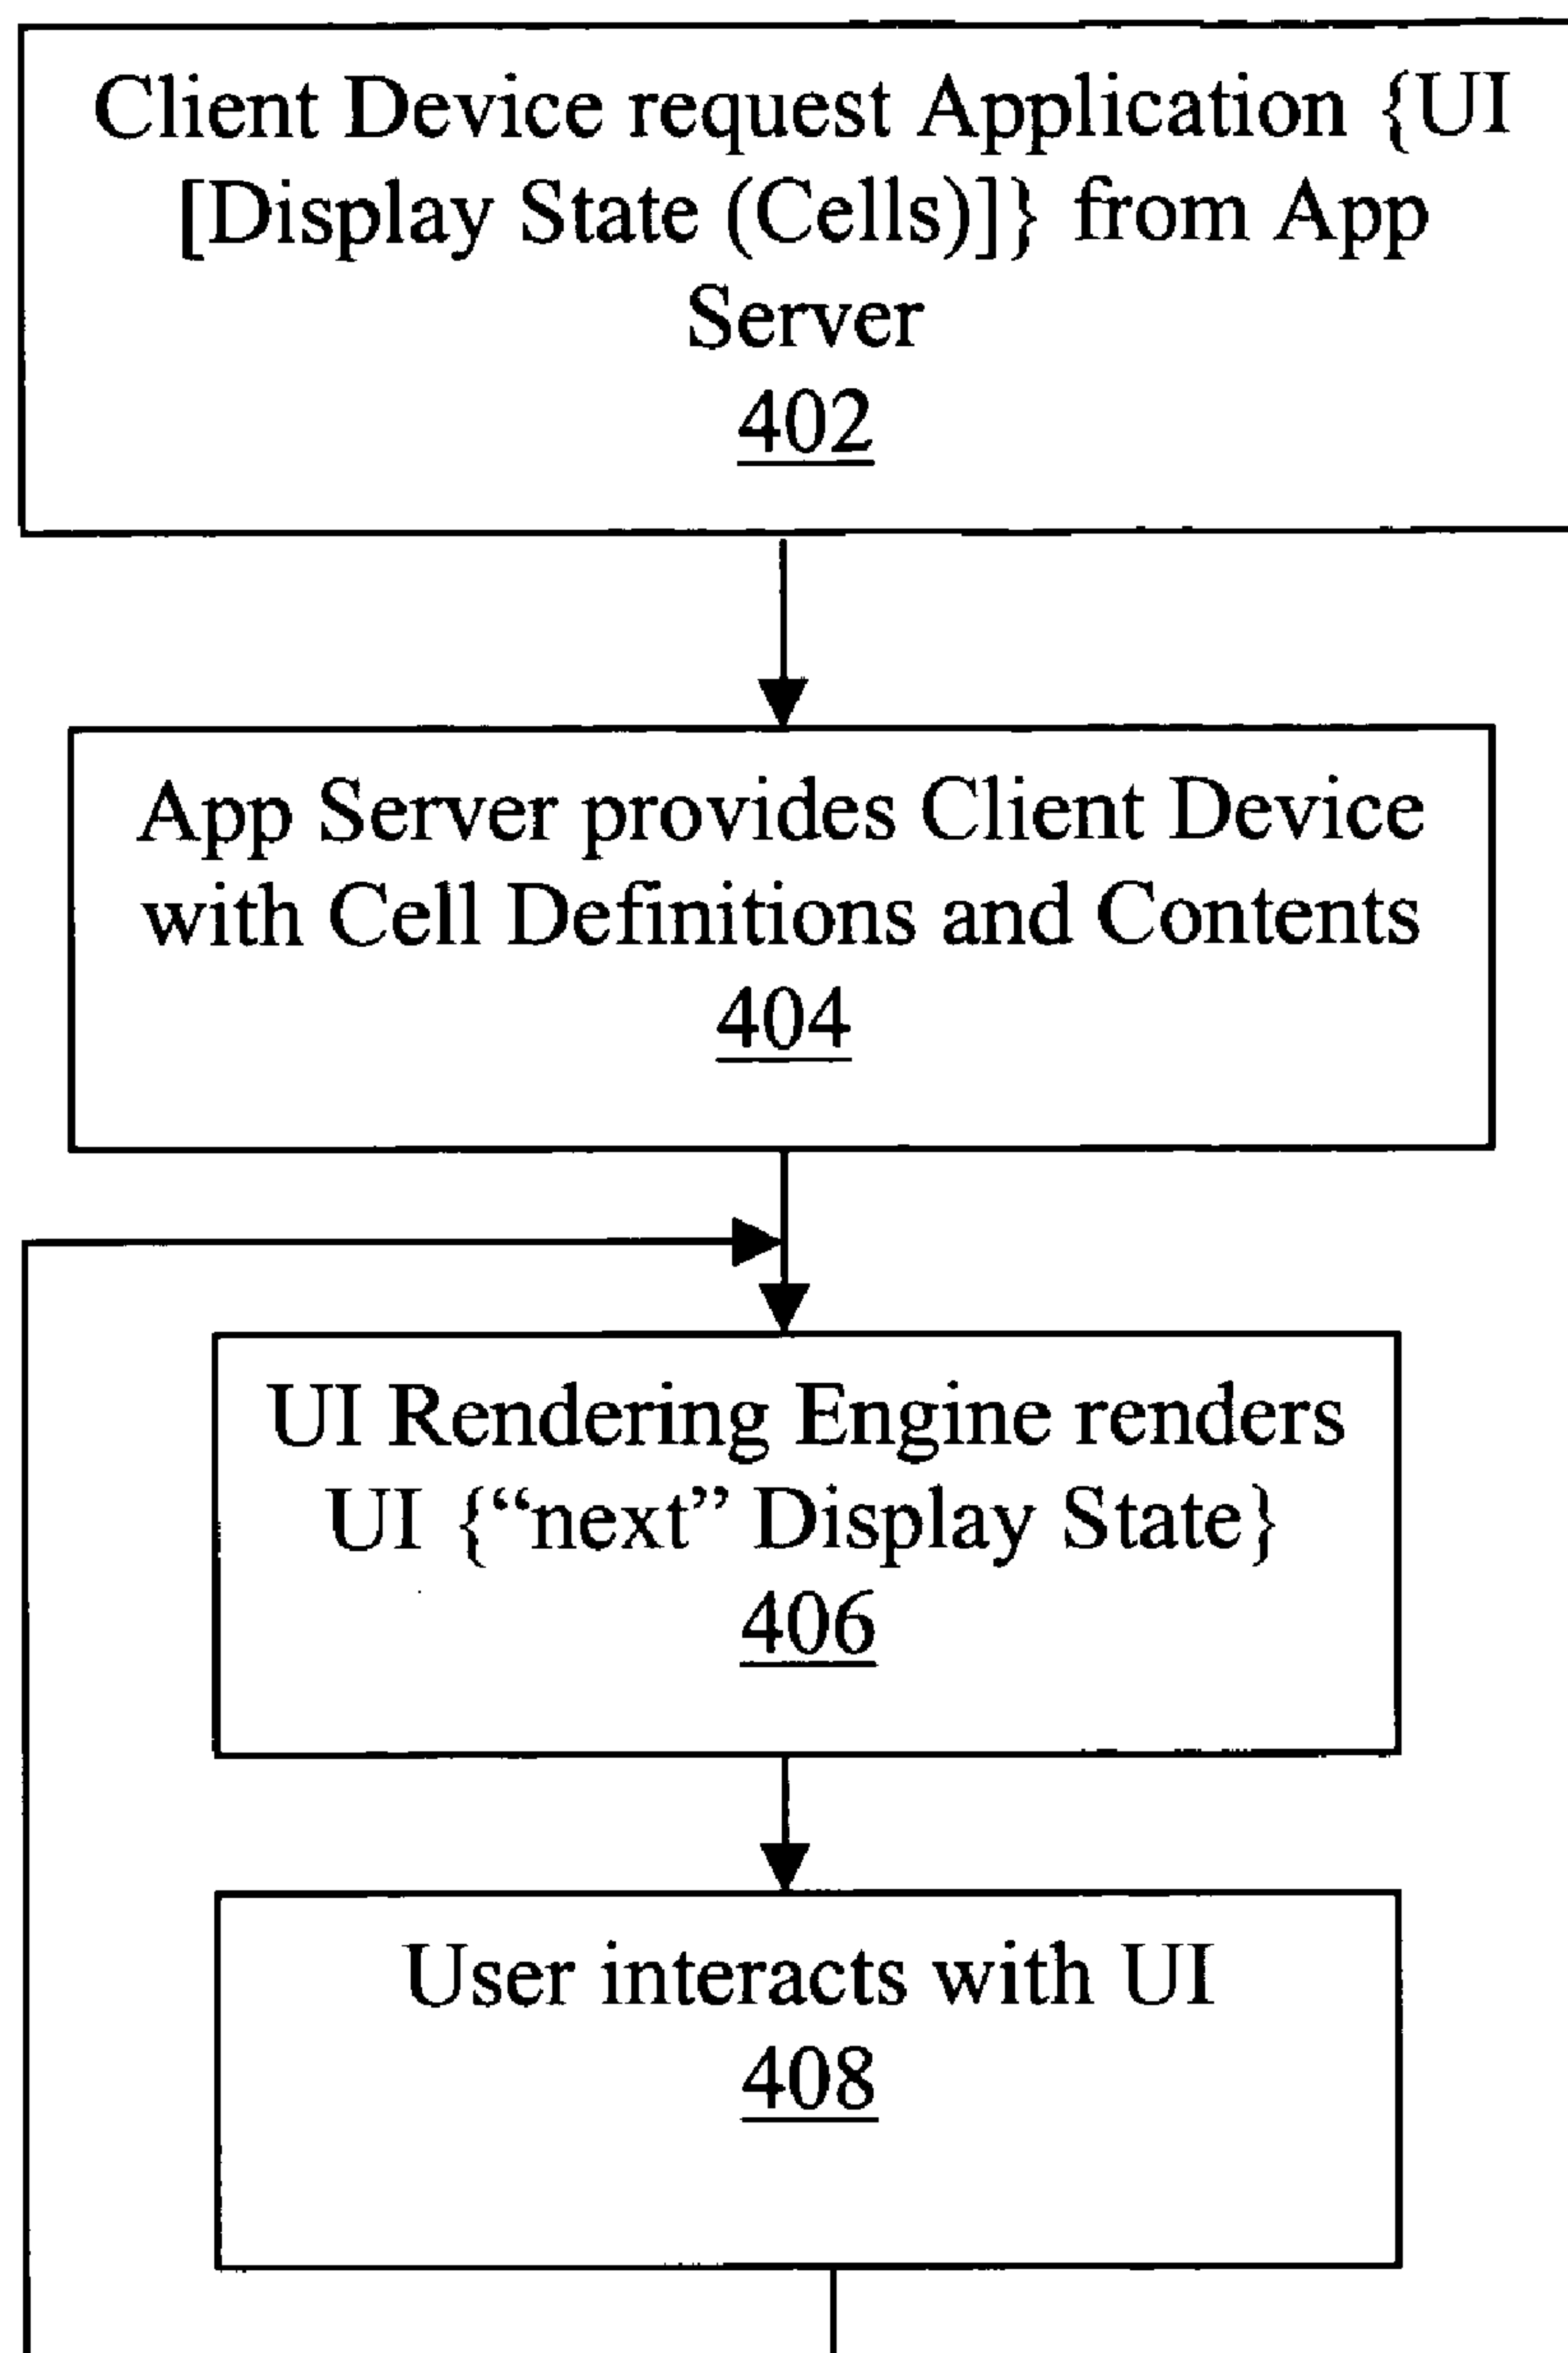 Client Device request Application {UI
[Display State (Cells)]} from App
Server
402
App Server provides Client Device
with Cell Definitions and Contents
404
UI Rendering Engine renders
UI {“next” Display State}
406
User interacts with UI
408